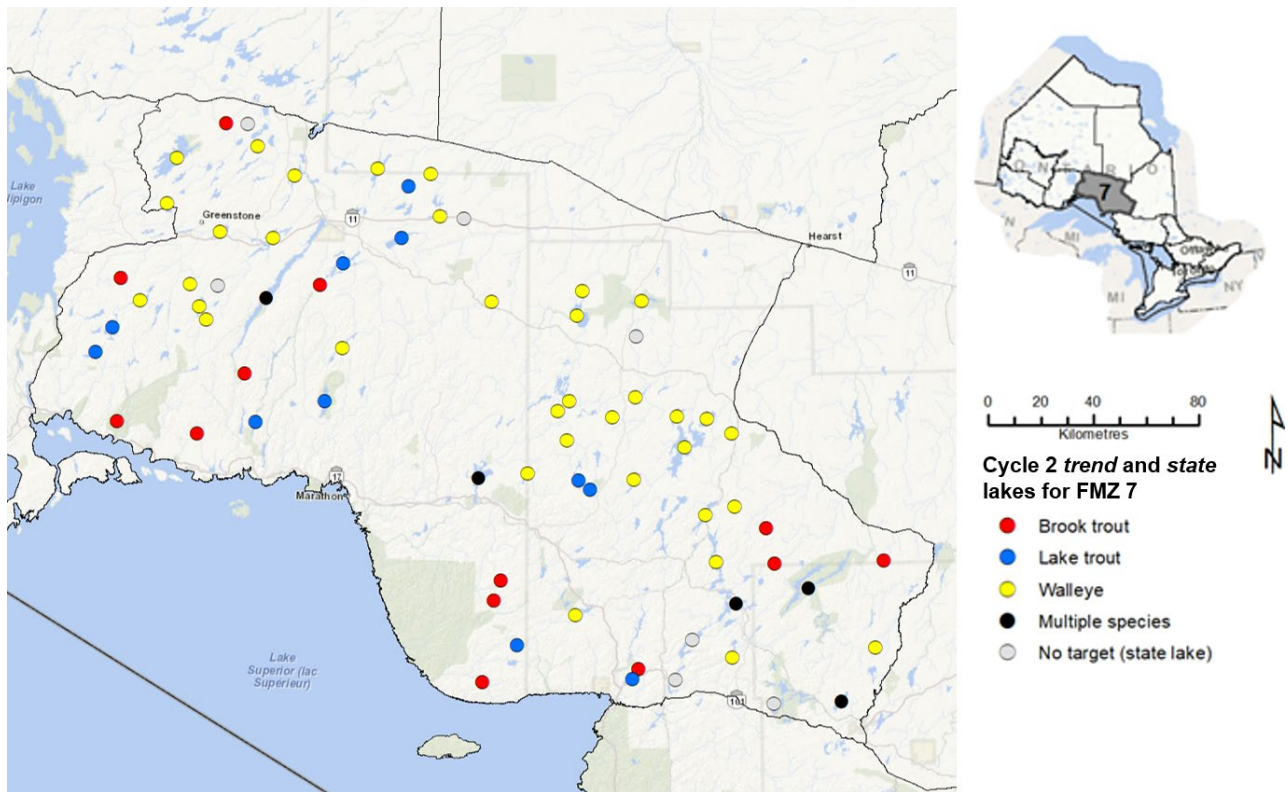 Lake
lipigon
Greenstone
11
Hearst
11
17
Marathon
Lake
Superior (lac
Supérieur)
101
ONTARIO
7
MI
Ottawa
Toronto
MI
NY
0 20 40 80
Kilometres
N
Cycle 2 trend and state
lakes for FMZ 7
Brook trout
Lake trout
Walleye
Multiple species
No target (state lake)